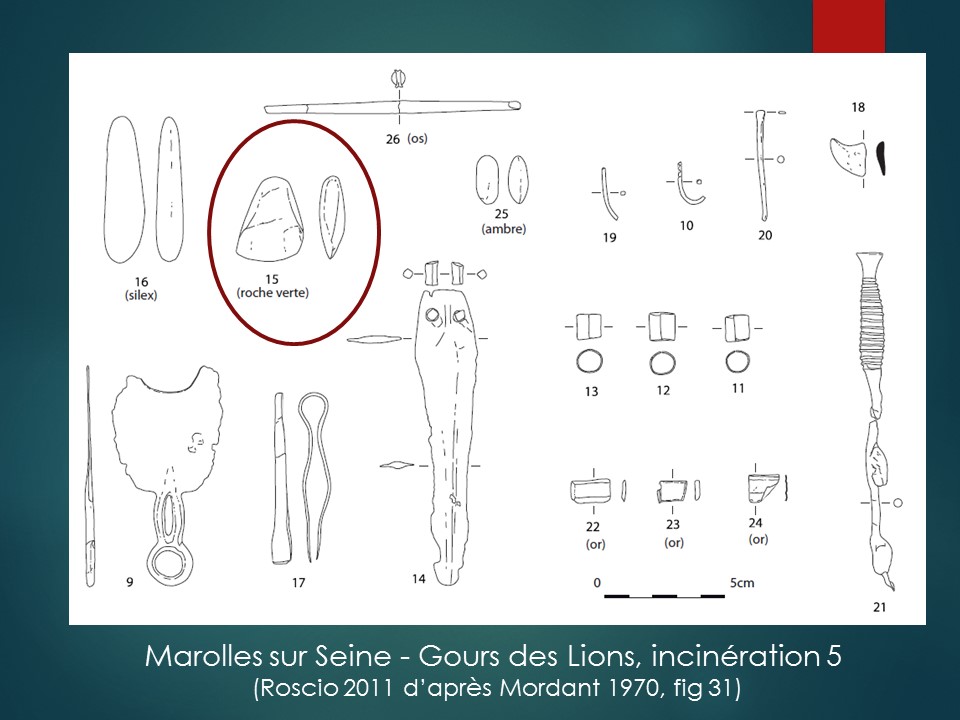 26 (os)
18
25
(ambre)
19
10
20
16
(silex)
15
(roche verte)
13
12
11
22
(or)
23
(or)
24
(or)
9
17
14
0 5cm
21
Marolles sur Seine - Gours des Lions, incinération 5
(Roscio 2011 d’après Mordant 1970, fig 31)